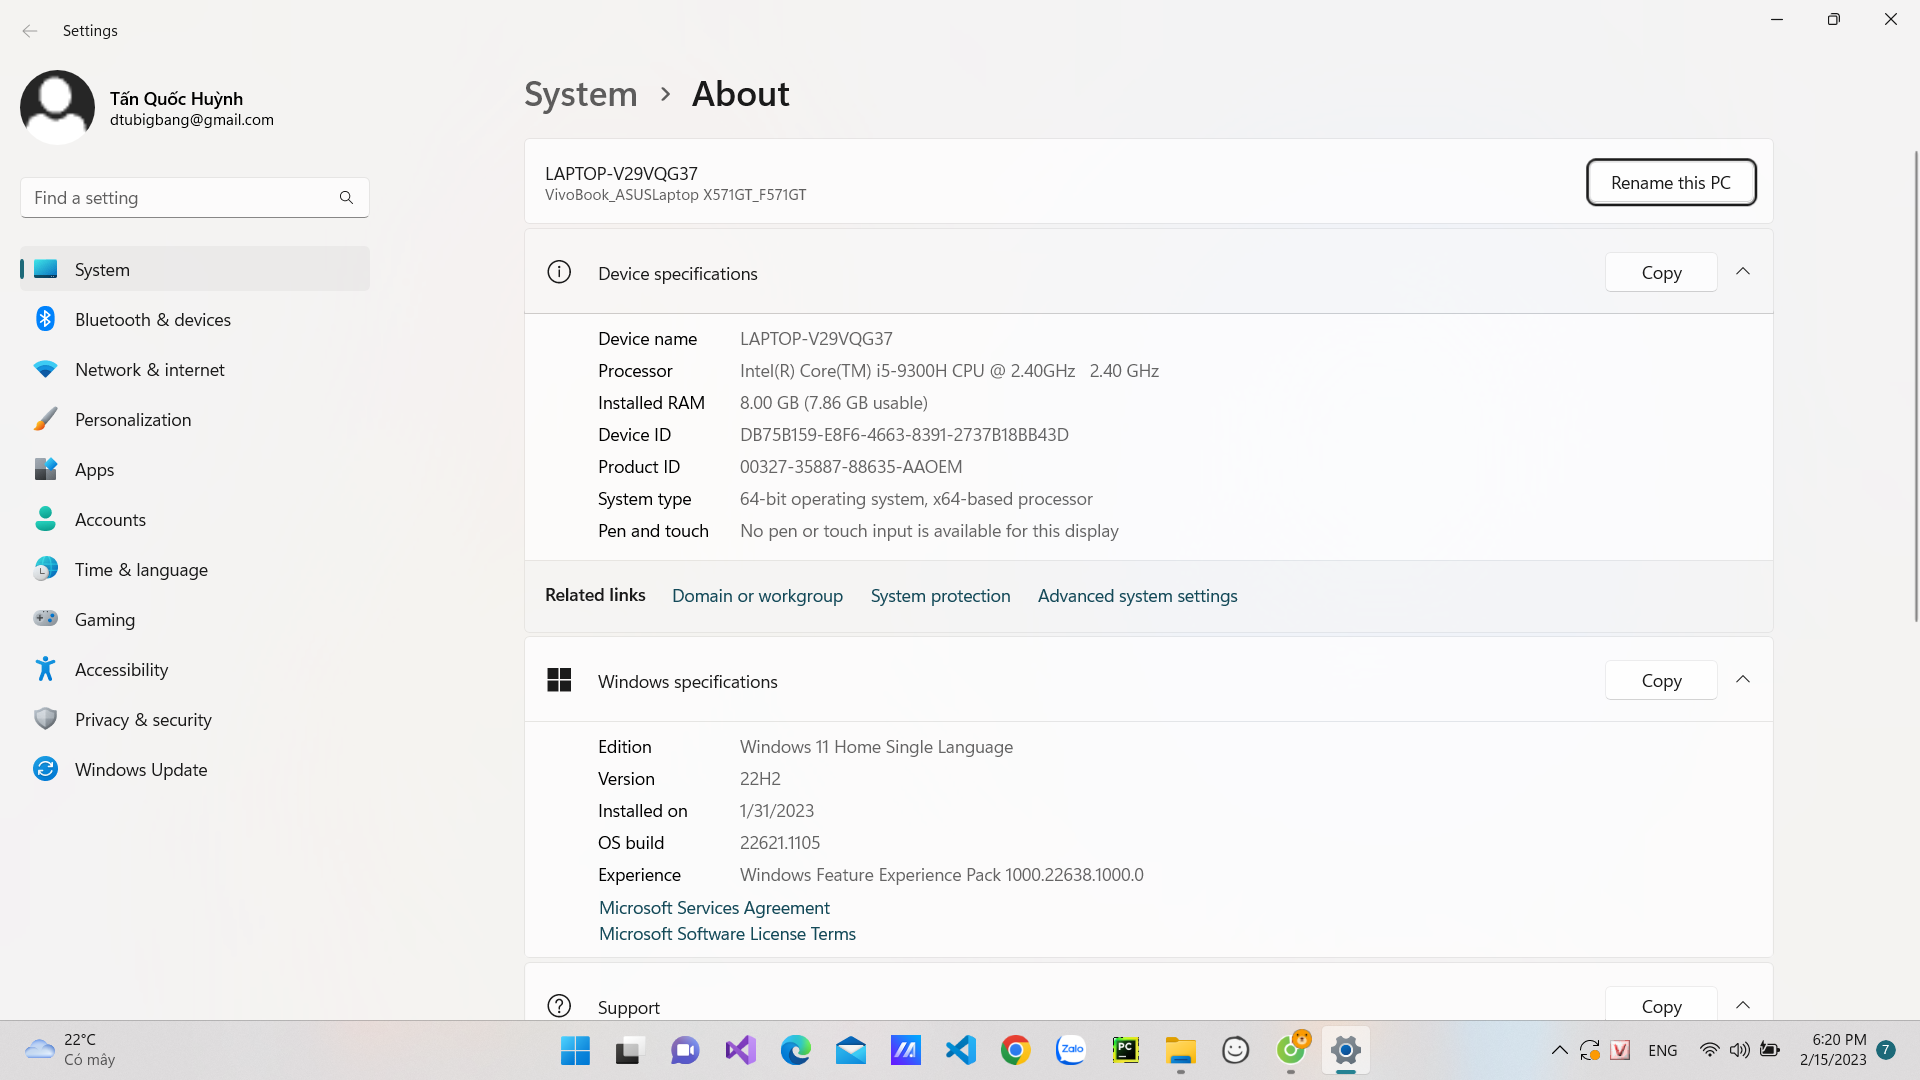 Settings
Tấn Quốc Huỳnh
dtubigbang@gmail.com
Find a setting
System
Bluetooth & devices
Network & internet
Personalization
Apps
Accounts
Time & language
Gaming
Accessibility
Privacy & security
Windows Update
System > About
LAPTOP-V29VQG37
VivoBook_ASUSLaptop X571GT_F571GT
Rename this PC
Device specifications
Copy
Device name LAPTOP-V29VQG37
Processor Intel(R) Core(TM) i5-9300H CPU @ 2.40GHz 2.40 GHz
Installed RAM 8.00 GB (7.86 GB usable)
Device ID DB75B159-E8F6-4663-8391-2737B18BB43D
Product ID 00327-35887-88635-AAOEM
System type 64-bit operating system, x64-based processor
Pen and touch No pen or touch input is available for this display
Related links Domain or workgroup System protection Advanced system settings
Windows specifications
Copy
Edition Windows 11 Home Single Language
Version 22H2
Installed on 1/31/2023
OS build 22621.1105
Experience Windows Feature Experience Pack 1000.22638.1000.0
Microsoft Services Agreement
Microsoft Software License Terms
Support
Copy
22°C
Có mây
Zalo
PC
V
ENG
6:20 PM
2/15/2023
7